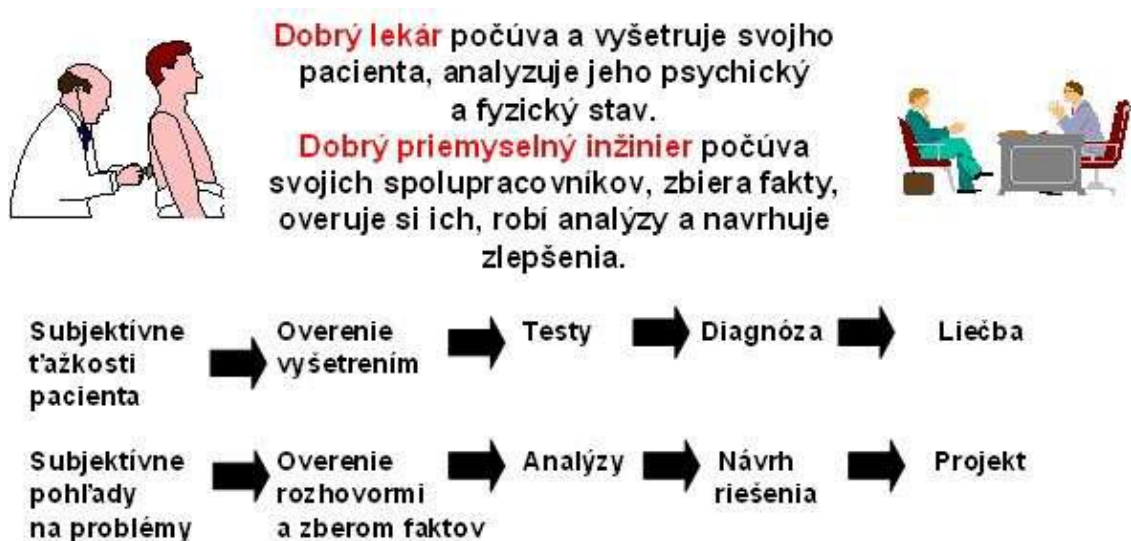 Dobrý lekár počúva a vyšetruje svojho
pacienta, analyzuje jeho psychický
a fyzický stav.
Dobrý priemyselný inžinier počúva
svojich spolupracovníkov, zbiera fakty,
overuje si ich, robí analýzy a navrhuje
zlepšenia.
Subjektívne
ťažkosti
pacienta
Overenie
vyšetrením
Testy
Diagnóza
Liečba
Subjektívne
pohľady
na problémy
Overenie
rozhovormi
a zberom faktov
Analýzy
Návrh
riešenia
Projekt